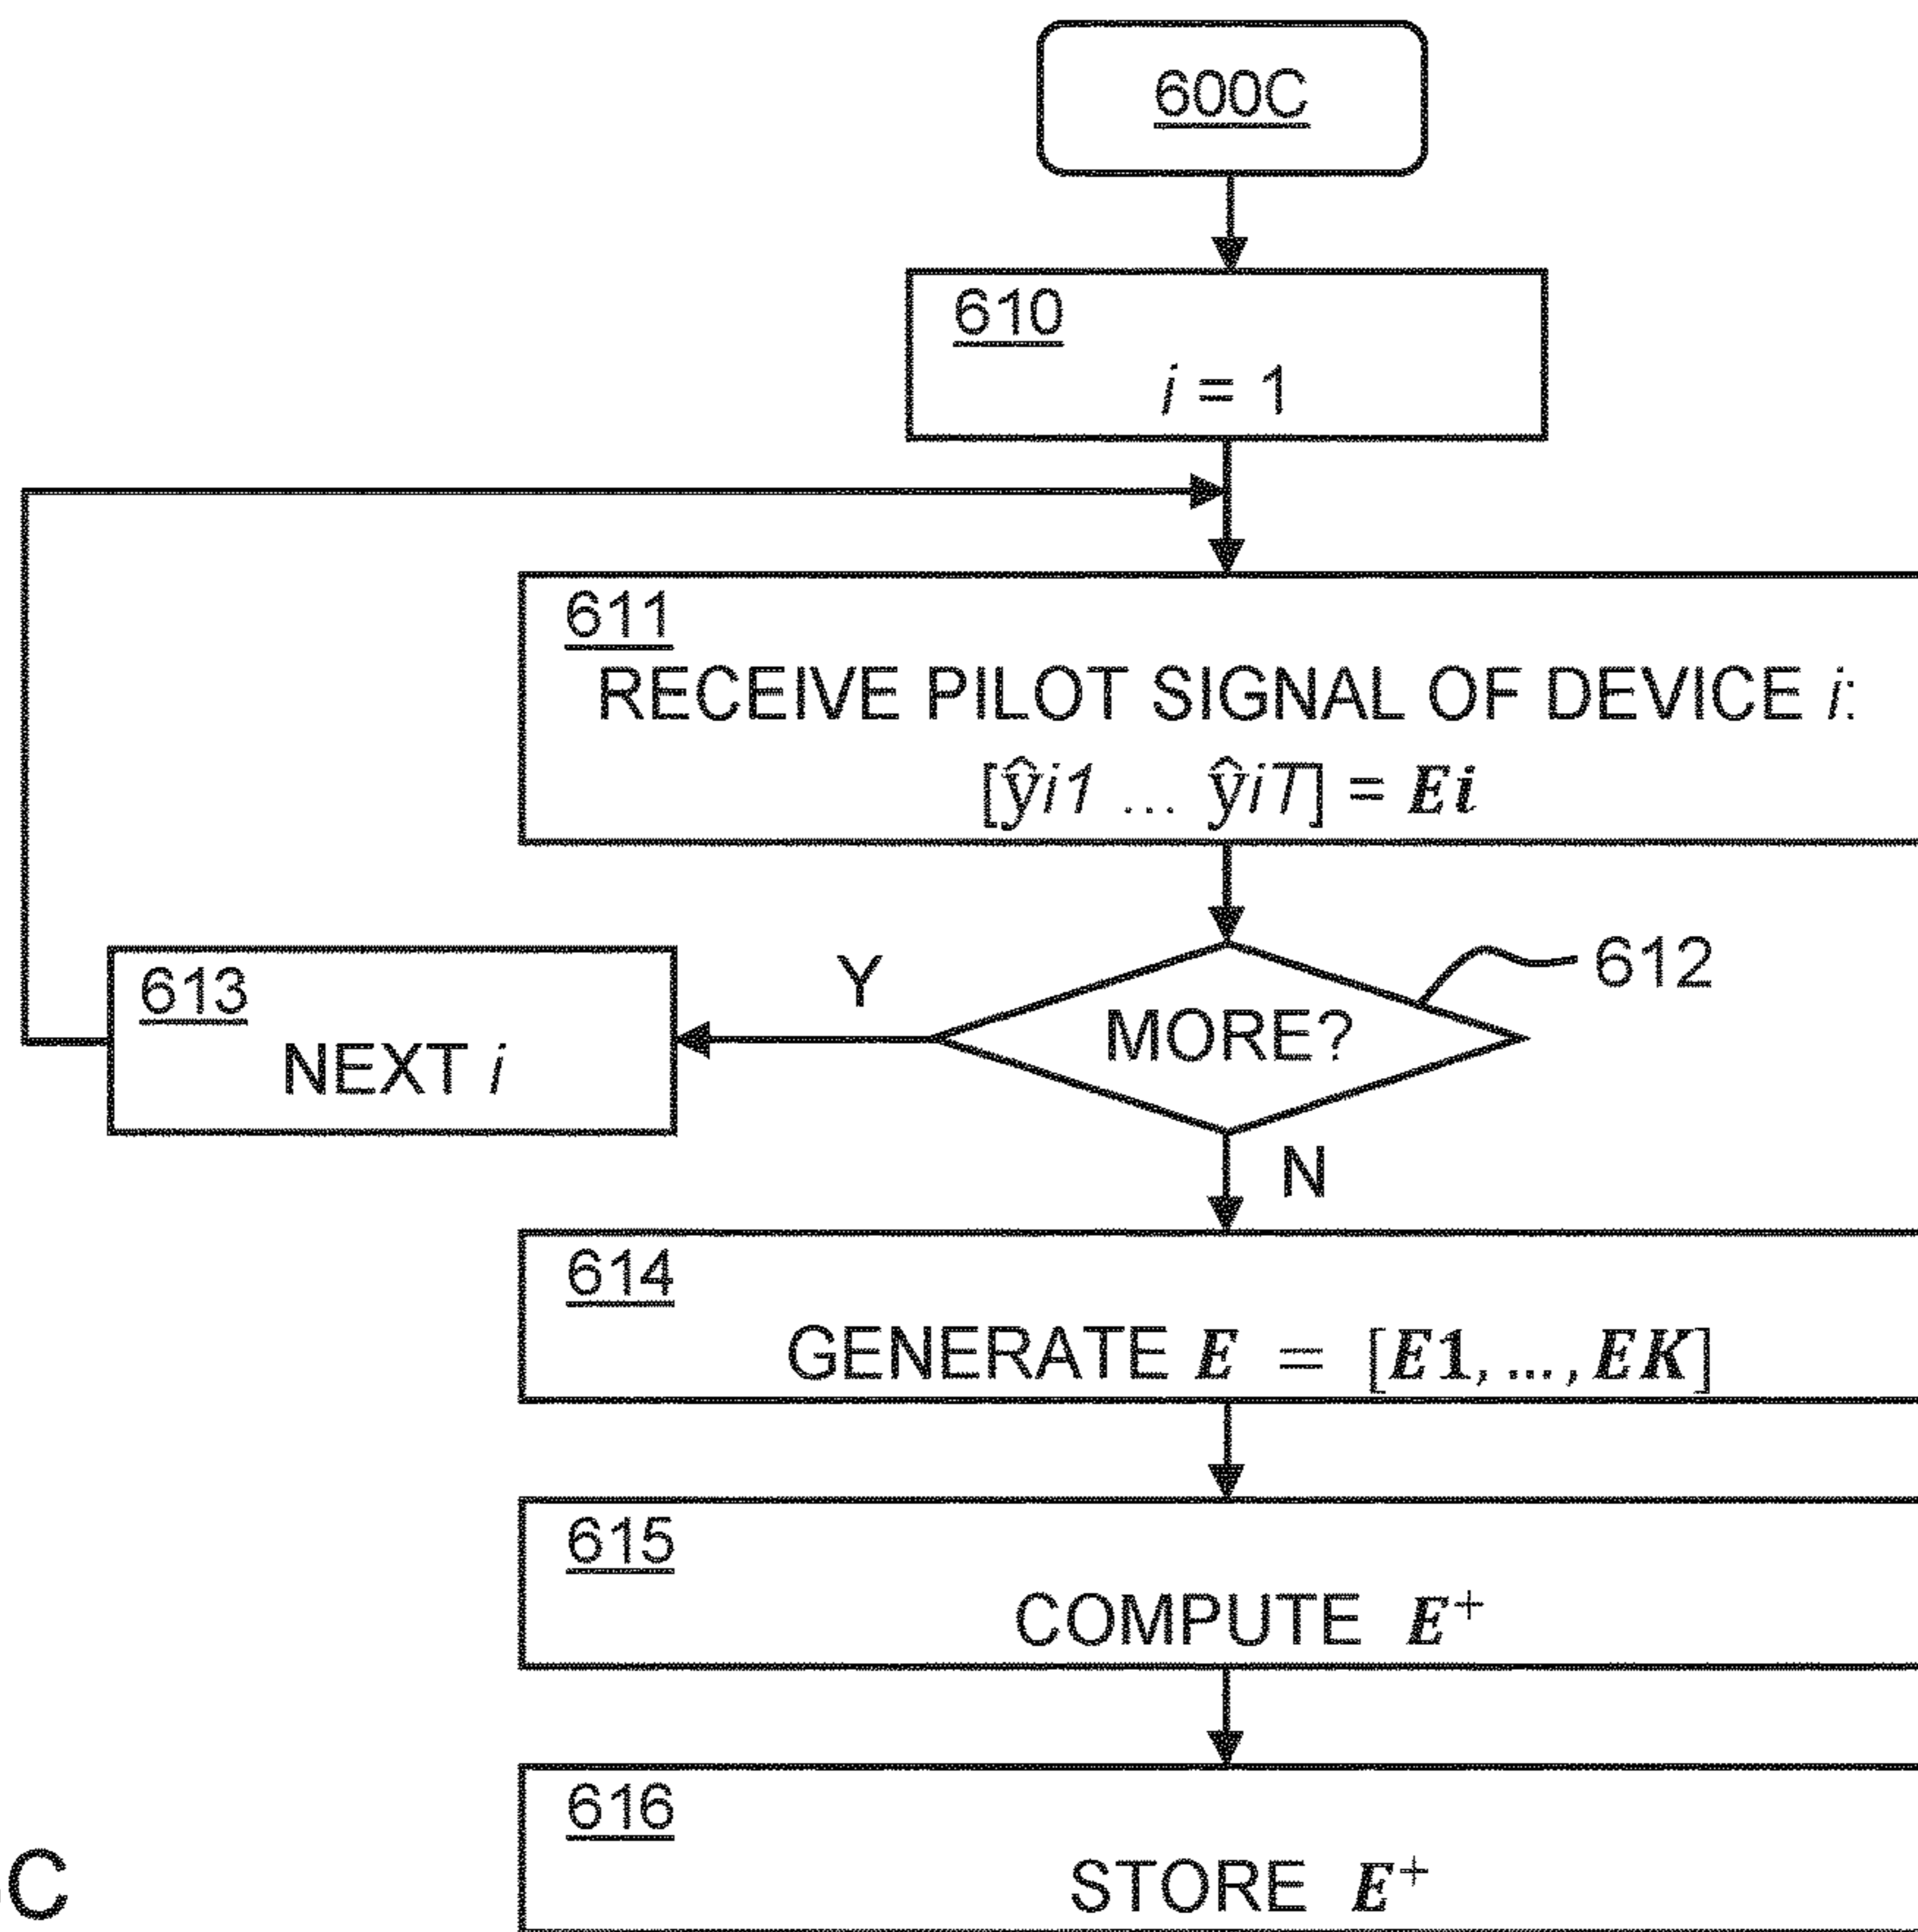 600C
610
i = 1
611
RECEIVE PILOT SIGNAL OF DEVICE i:
[ŷi1 ... ŷiT] = Ei
612
MORE?
Y
613
NEXT i
N
614
GENERATE E = [E1, ... , EK]
615
COMPUTE E⁺
616
STORE E⁺
C